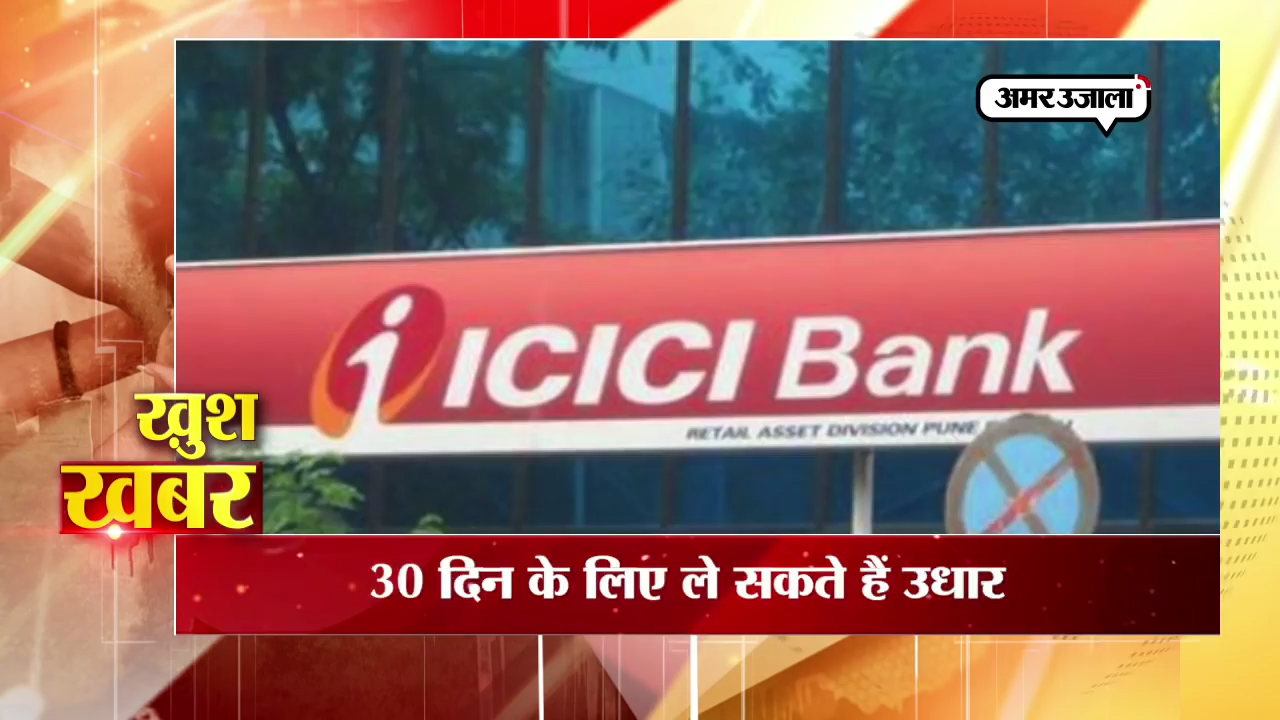 अमर उजाला
i ICICI Bank
RETAIL ASSET DIVISION PUNE
ख़ुश
खबर
30 दिन के लिए ले सकते हैं उधार